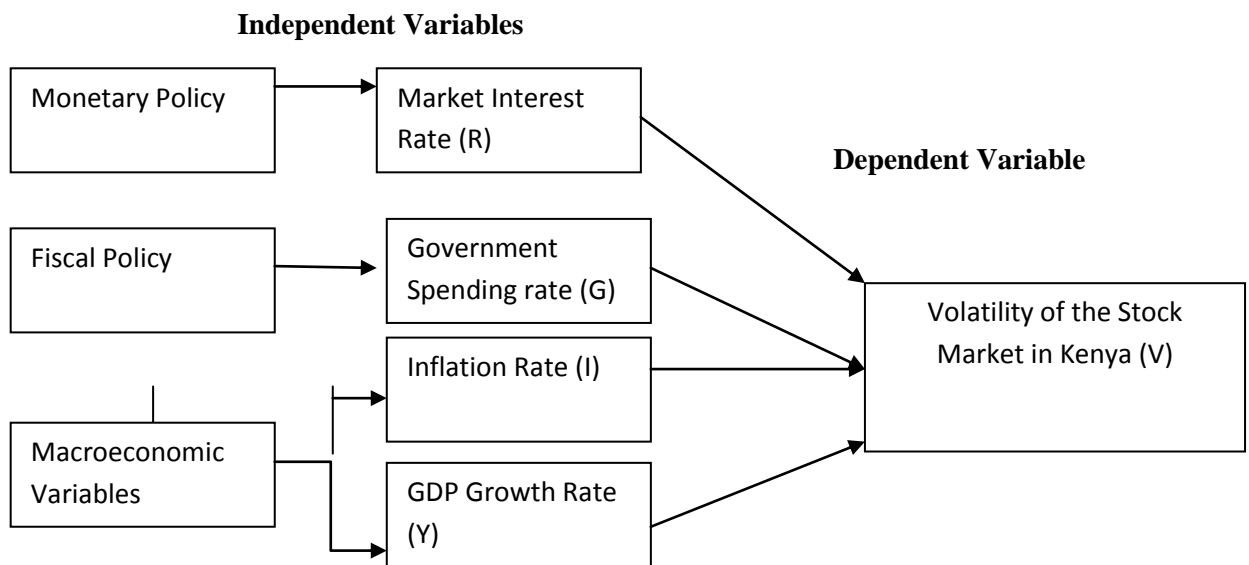 Independent Variables
Monetary Policy
Market Interest
Rate (R)
Dependent Variable
Fiscal Policy
Government
Spending rate (G)
Volatility of the Stock
Market in Kenya (V)
Inflation Rate (I)
Macroeconomic
Variables
GDP Growth Rate
(Y)